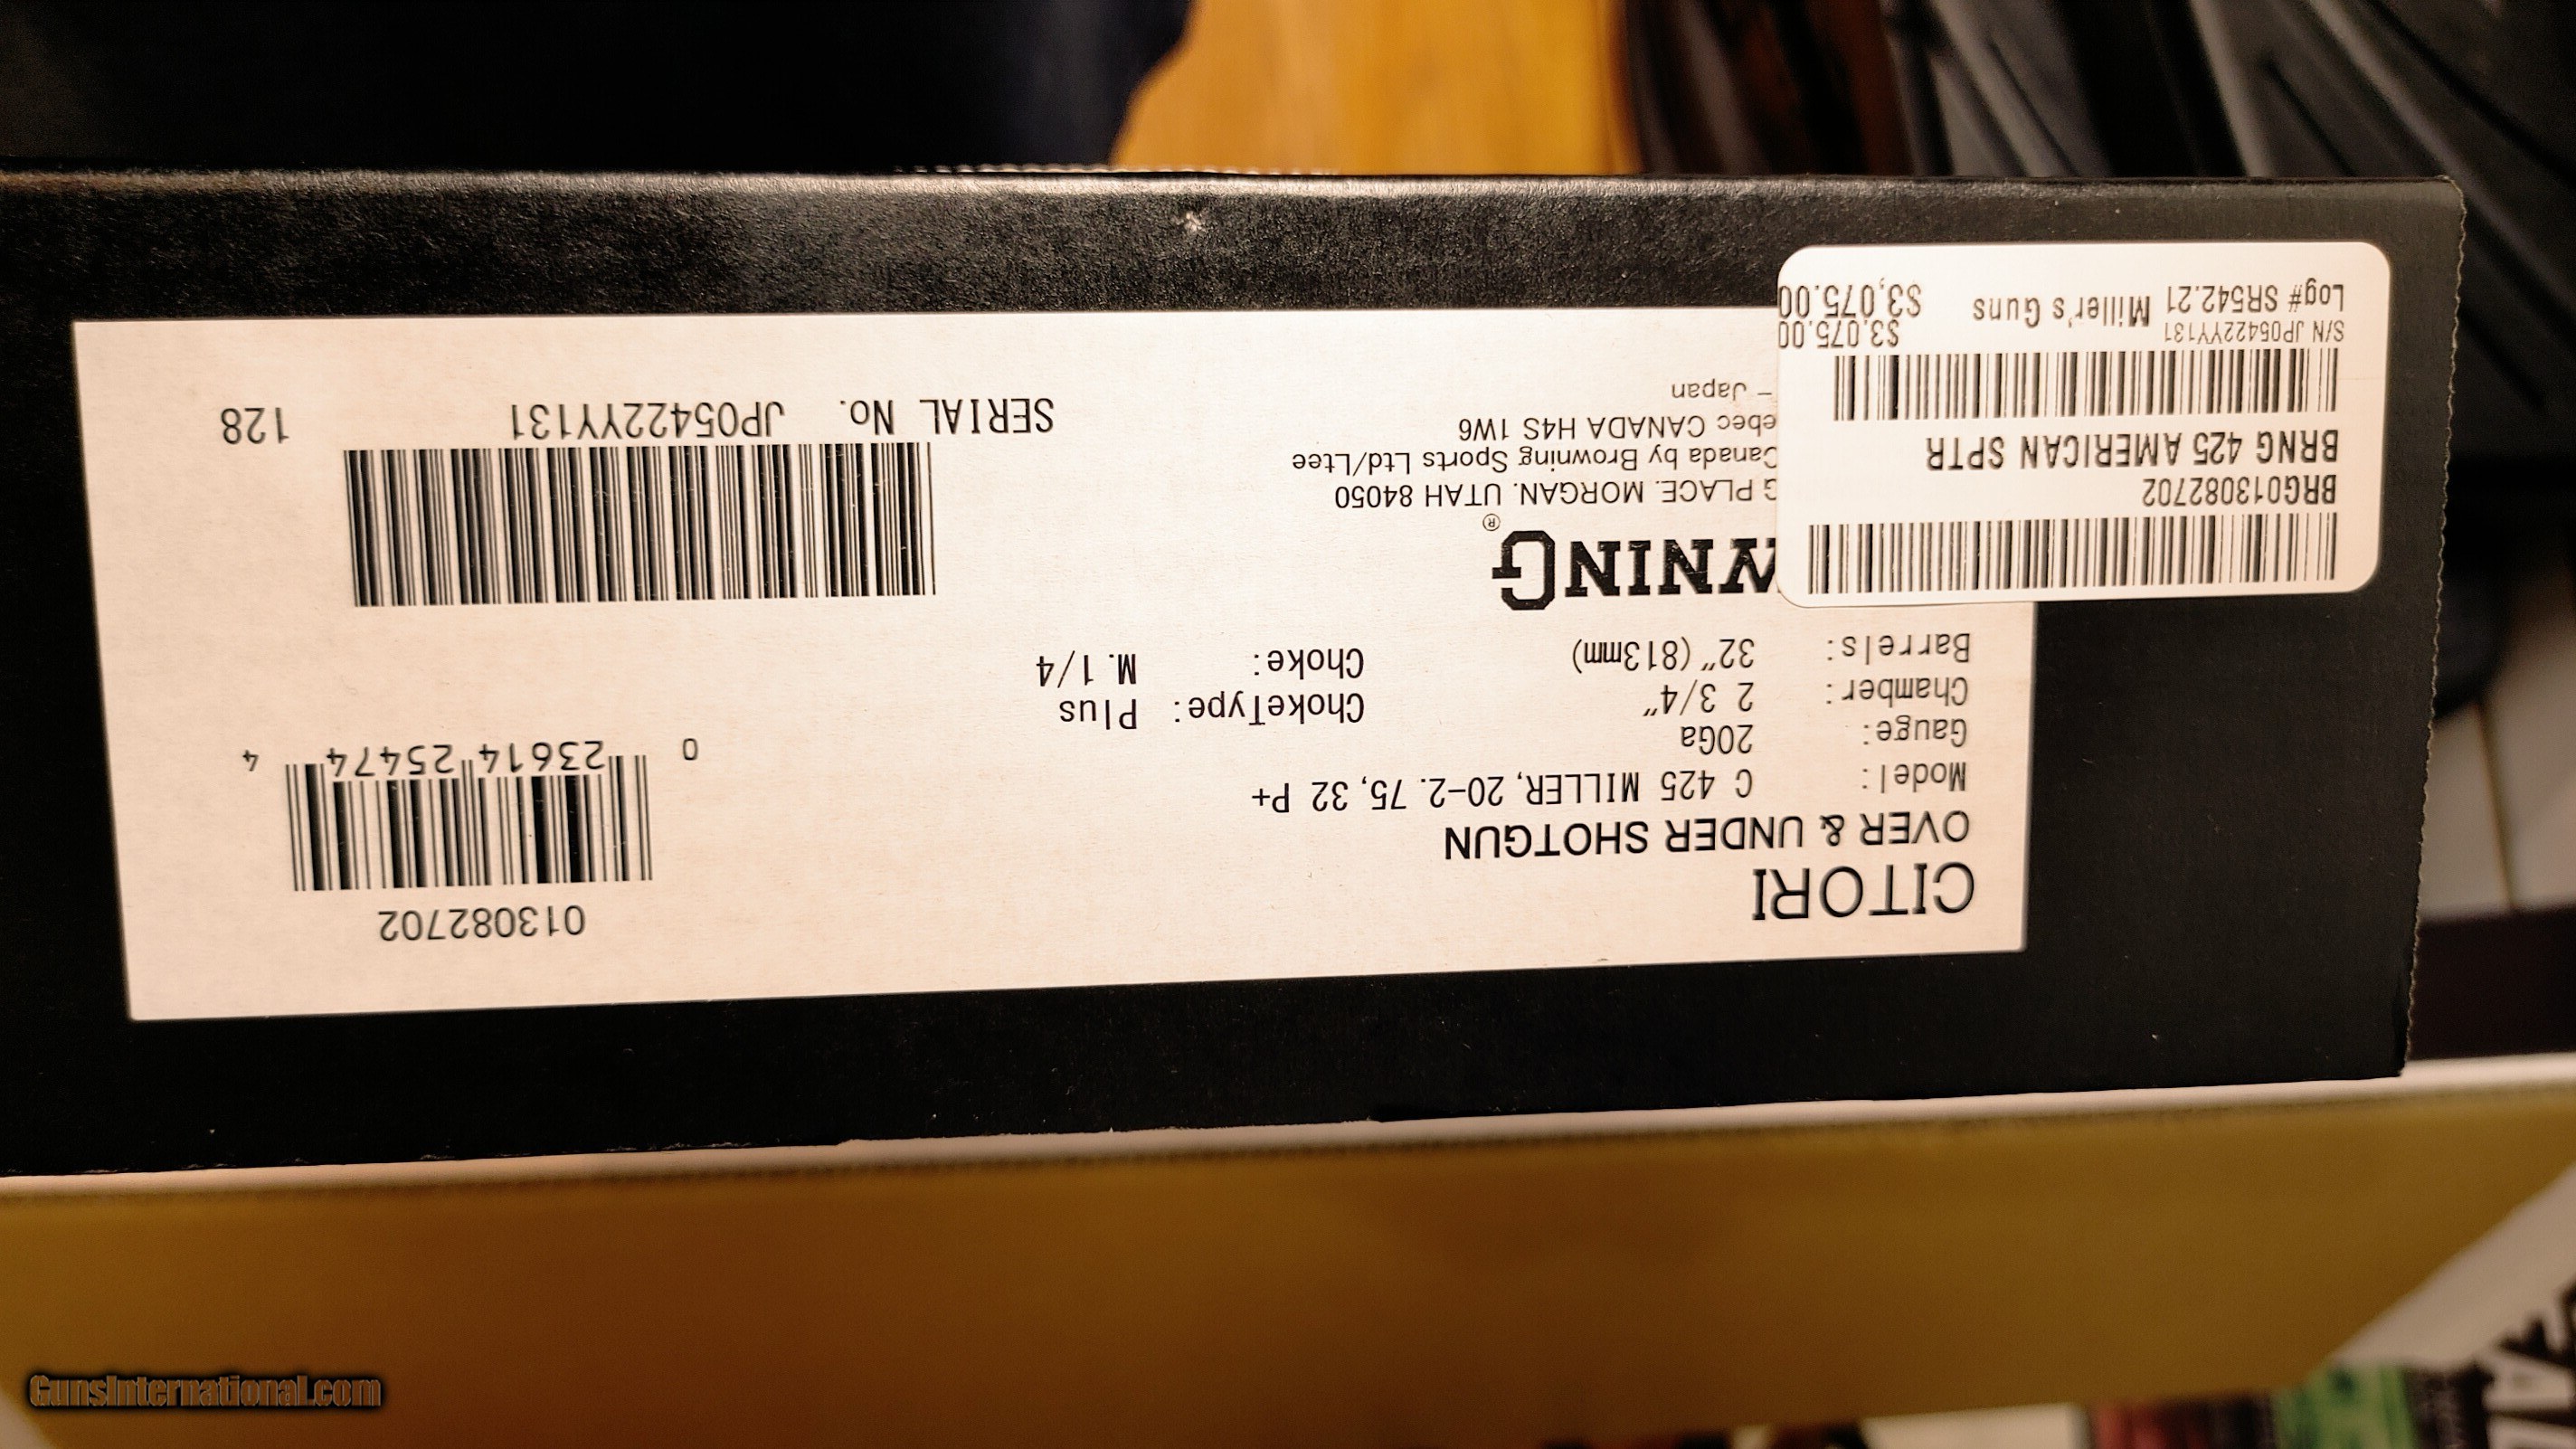 CITORI
OVER & UNDER SHOTGUN
Model: C 425 MILLER, 20-2.75, 32 P+
Gauge: 20Ga
Chamber: 2 3/4"
Barrels: 32" (813mm)
ChokeType: Plus
Choke: M. 1/4
013082702
0 23614 25474 4
WNING®
G PLACE. MORGAN. UTAH 84050
Canada by Browning Sports Ltd/Ltee
ebec CANADA H4S 1W6
– Japan
SERIAL No. JP05422YY131 128
BRG013082702
BRNG 425 AMERICAN SPTR
S/N JP05422YY131 $3,075.00
Log# SR542.21 Miller's Guns $3,075.00
GunsInternational.com